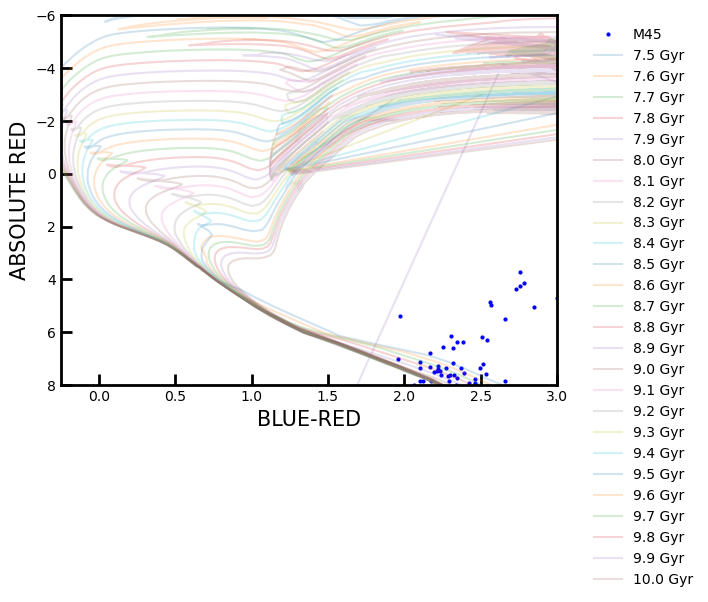 −6
−4
−2
0
2
4
6
8
ABSOLUTE RED
0.0 0.5 1.0 1.5 2.0 2.5 3.0
BLUE-RED
M45
7.5 Gyr
7.6 Gyr
7.7 Gyr
7.8 Gyr
7.9 Gyr
8.0 Gyr
8.1 Gyr
8.2 Gyr
8.3 Gyr
8.4 Gyr
8.5 Gyr
8.6 Gyr
8.7 Gyr
8.8 Gyr
8.9 Gyr
9.0 Gyr
9.1 Gyr
9.2 Gyr
9.3 Gyr
9.4 Gyr
9.5 Gyr
9.6 Gyr
9.7 Gyr
9.8 Gyr
9.9 Gyr
10.0 Gyr